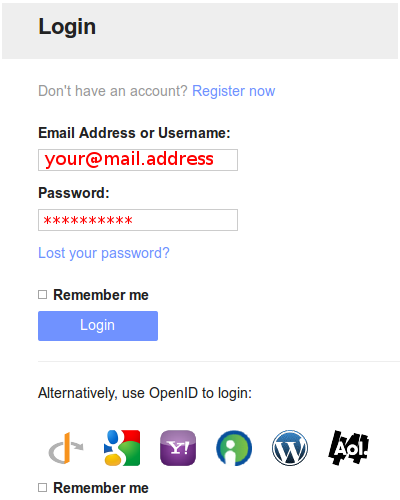 Login
Don't have an account? Register now
Email Address or Username:
your@mail.address
Password:
**********
Lost your password?
Remember me
Login
Alternatively, use OpenID to login:
g Y! W Aol.
Remember me